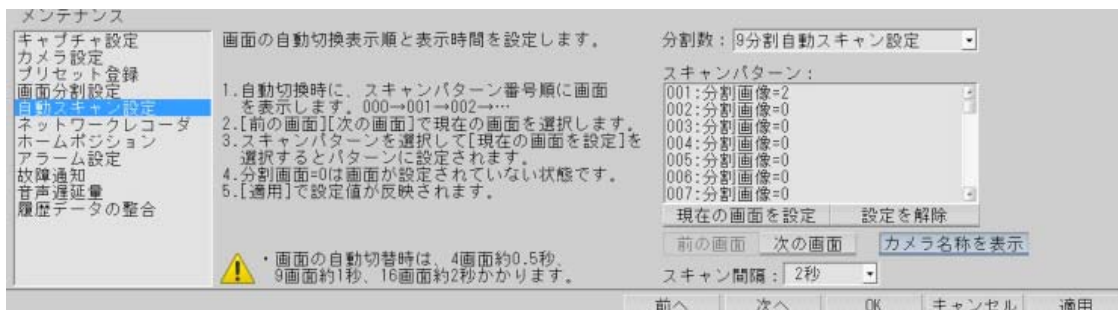 メンテナンス
キャプチャ設定
カメラ設定
プリセット登録
画面分割設定
自動スキャン設定
ネットワークレコーダ
ホームポジション
アラーム設定
故障通知
音声遅延量
履歴データの整合
画面の自動切換表示順と表示時間を設定します。
1.自動切換時に、スキャンパターン番号順に画面
を表示します。000→001→002→…
2.[前の画面][次の画面]で現在の画面を選択します。
3.スキャンパターンを選択して[現在の画面を設定]を
選択するとパターンに設定されます。
4.分割画面=0は画面が設定されていない状態です。
5.[適用]で設定値が反映されます。
・画面の自動切替時は、4画面約0.5秒、
9画面約1秒、16画面約2秒かかります。
分割数：9分割自動スキャン設定
スキャンパターン：
001:分割画像=2
002:分割画像=0
003:分割画像=0
004:分割画像=0
005:分割画像=0
006:分割画像=0
007:分割画像=0
現在の画面を設定 設定を解除
前の画面 次の画面 カメラ名称を表示
スキャン間隔：2秒
前へ 次へ OK キャンセル 適用